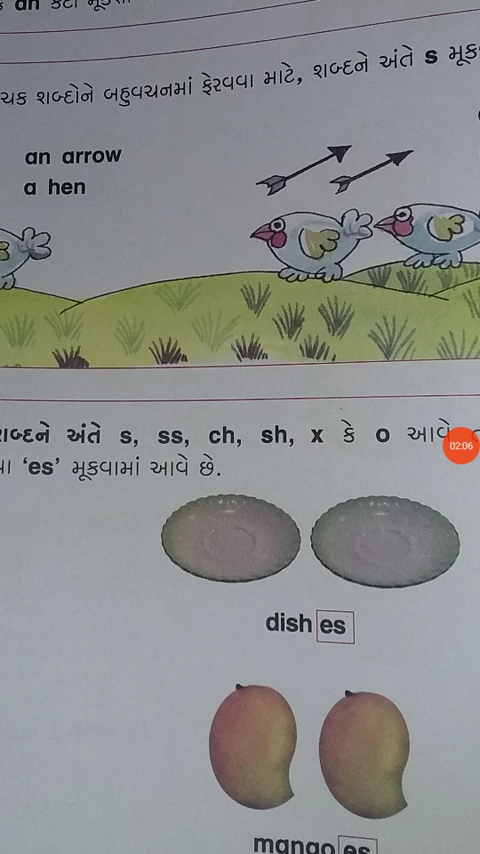 an
ચક શબ્દોને બહુવચનમાં ફેરવવા માટે, શબ્દને અંતે s
an arrow
a hen
શબ્દને અંતે s, ss, ch, sh, x કે o આવે
'es' મૂકવામાં આવે છે.
02:06
dish es
mango es